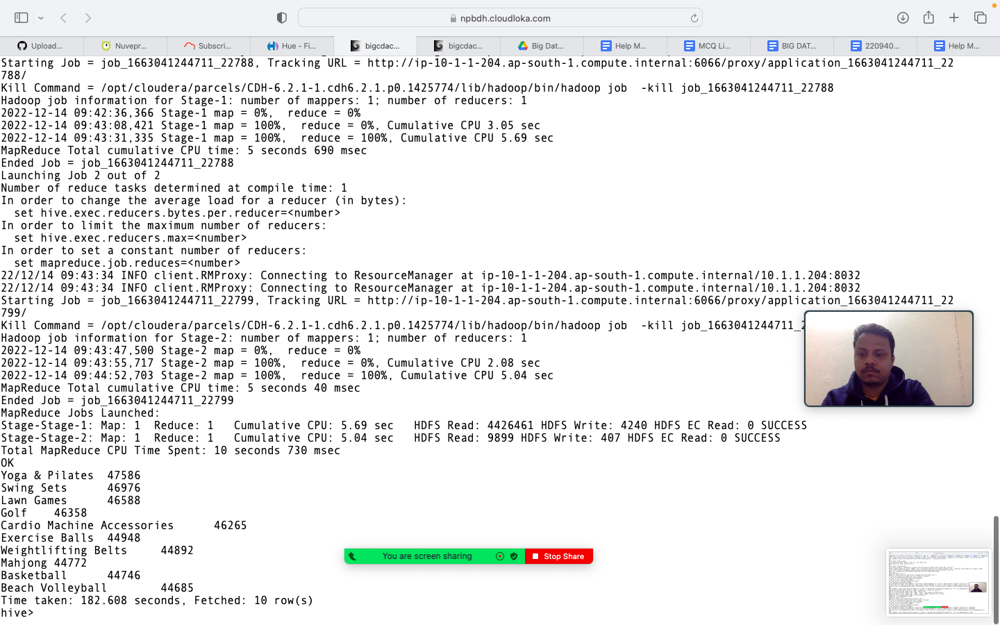 npbdh.cloudloka.com
Upload... Nuvepr... Subscri... Hue - Fi... bigcdac... bigcdac... Big Dat... Help M... MCQ Li... BIG DAT... 220940... Help M...
Starting Job = job_1663041244711_22788, Tracking URL = http://ip-10-1-1-204.ap-south-1.compute.internal:6066/proxy/application_1663041244711_22
788/
Kill Command = /opt/cloudera/parcels/CDH-6.2.1-1.cdh6.2.1.p0.1425774/lib/hadoop/bin/hadoop job  -kill job_1663041244711_22788
Hadoop job information for Stage-1: number of mappers: 1; number of reducers: 1
2022-12-14 09:42:36,366 Stage-1 map = 0%,  reduce = 0%
2022-12-14 09:43:08,421 Stage-1 map = 100%,  reduce = 0%, Cumulative CPU 3.05 sec
2022-12-14 09:43:31,335 Stage-1 map = 100%,  reduce = 100%, Cumulative CPU 5.69 sec
MapReduce Total cumulative CPU time: 5 seconds 690 msec
Ended Job = job_1663041244711_22788
Launching Job 2 out of 2
Number of reduce tasks determined at compile time: 1
In order to change the average load for a reducer (in bytes):
  set hive.exec.reducers.bytes.per.reducer=<number>
In order to limit the maximum number of reducers:
  set hive.exec.reducers.max=<number>
In order to set a constant number of reducers:
  set mapreduce.job.reduces=<number>
22/12/14 09:43:34 INFO client.RMProxy: Connecting to ResourceManager at ip-10-1-1-204.ap-south-1.compute.internal/10.1.1.204:8032
22/12/14 09:43:34 INFO client.RMProxy: Connecting to ResourceManager at ip-10-1-1-204.ap-south-1.compute.internal/10.1.1.204:8032
Starting Job = job_1663041244711_22799, Tracking URL = http://ip-10-1-1-204.ap-south-1.compute.internal:6066/proxy/application_1663041244711_22
799/
Kill Command = /opt/cloudera/parcels/CDH-6.2.1-1.cdh6.2.1.p0.1425774/lib/hadoop/bin/hadoop job  -kill job_1663041244711_2
Hadoop job information for Stage-2: number of mappers: 1; number of reducers: 1
2022-12-14 09:43:47,500 Stage-2 map = 0%,  reduce = 0%
2022-12-14 09:43:55,717 Stage-2 map = 100%,  reduce = 0%, Cumulative CPU 2.08 sec
2022-12-14 09:44:52,703 Stage-2 map = 100%,  reduce = 100%, Cumulative CPU 5.04 sec
MapReduce Total cumulative CPU time: 5 seconds 40 msec
Ended Job = job_1663041244711_22799
MapReduce Jobs Launched:
Stage-Stage-1: Map: 1  Reduce: 1   Cumulative CPU: 5.69 sec   HDFS Read: 4426461 HDFS Write: 4240 HDFS EC Read: 0 SUCCESS
Stage-Stage-2: Map: 1  Reduce: 1   Cumulative CPU: 5.04 sec   HDFS Read: 9899 HDFS Write: 407 HDFS EC Read: 0 SUCCESS
Total MapReduce CPU Time Spent: 10 seconds 730 msec
OK
Yoga & Pilates  47586
Swing Sets      46976
Lawn Games      46588
Golf    46358
Cardio Machine Accessories      46265
Exercise Balls  44948
Weightlifting Belts     44892
Mahjong 44772
Basketball      44746
Beach Volleyball        44685
Time taken: 182.608 seconds, Fetched: 10 row(s)
hive>
You are screen sharing Stop Share